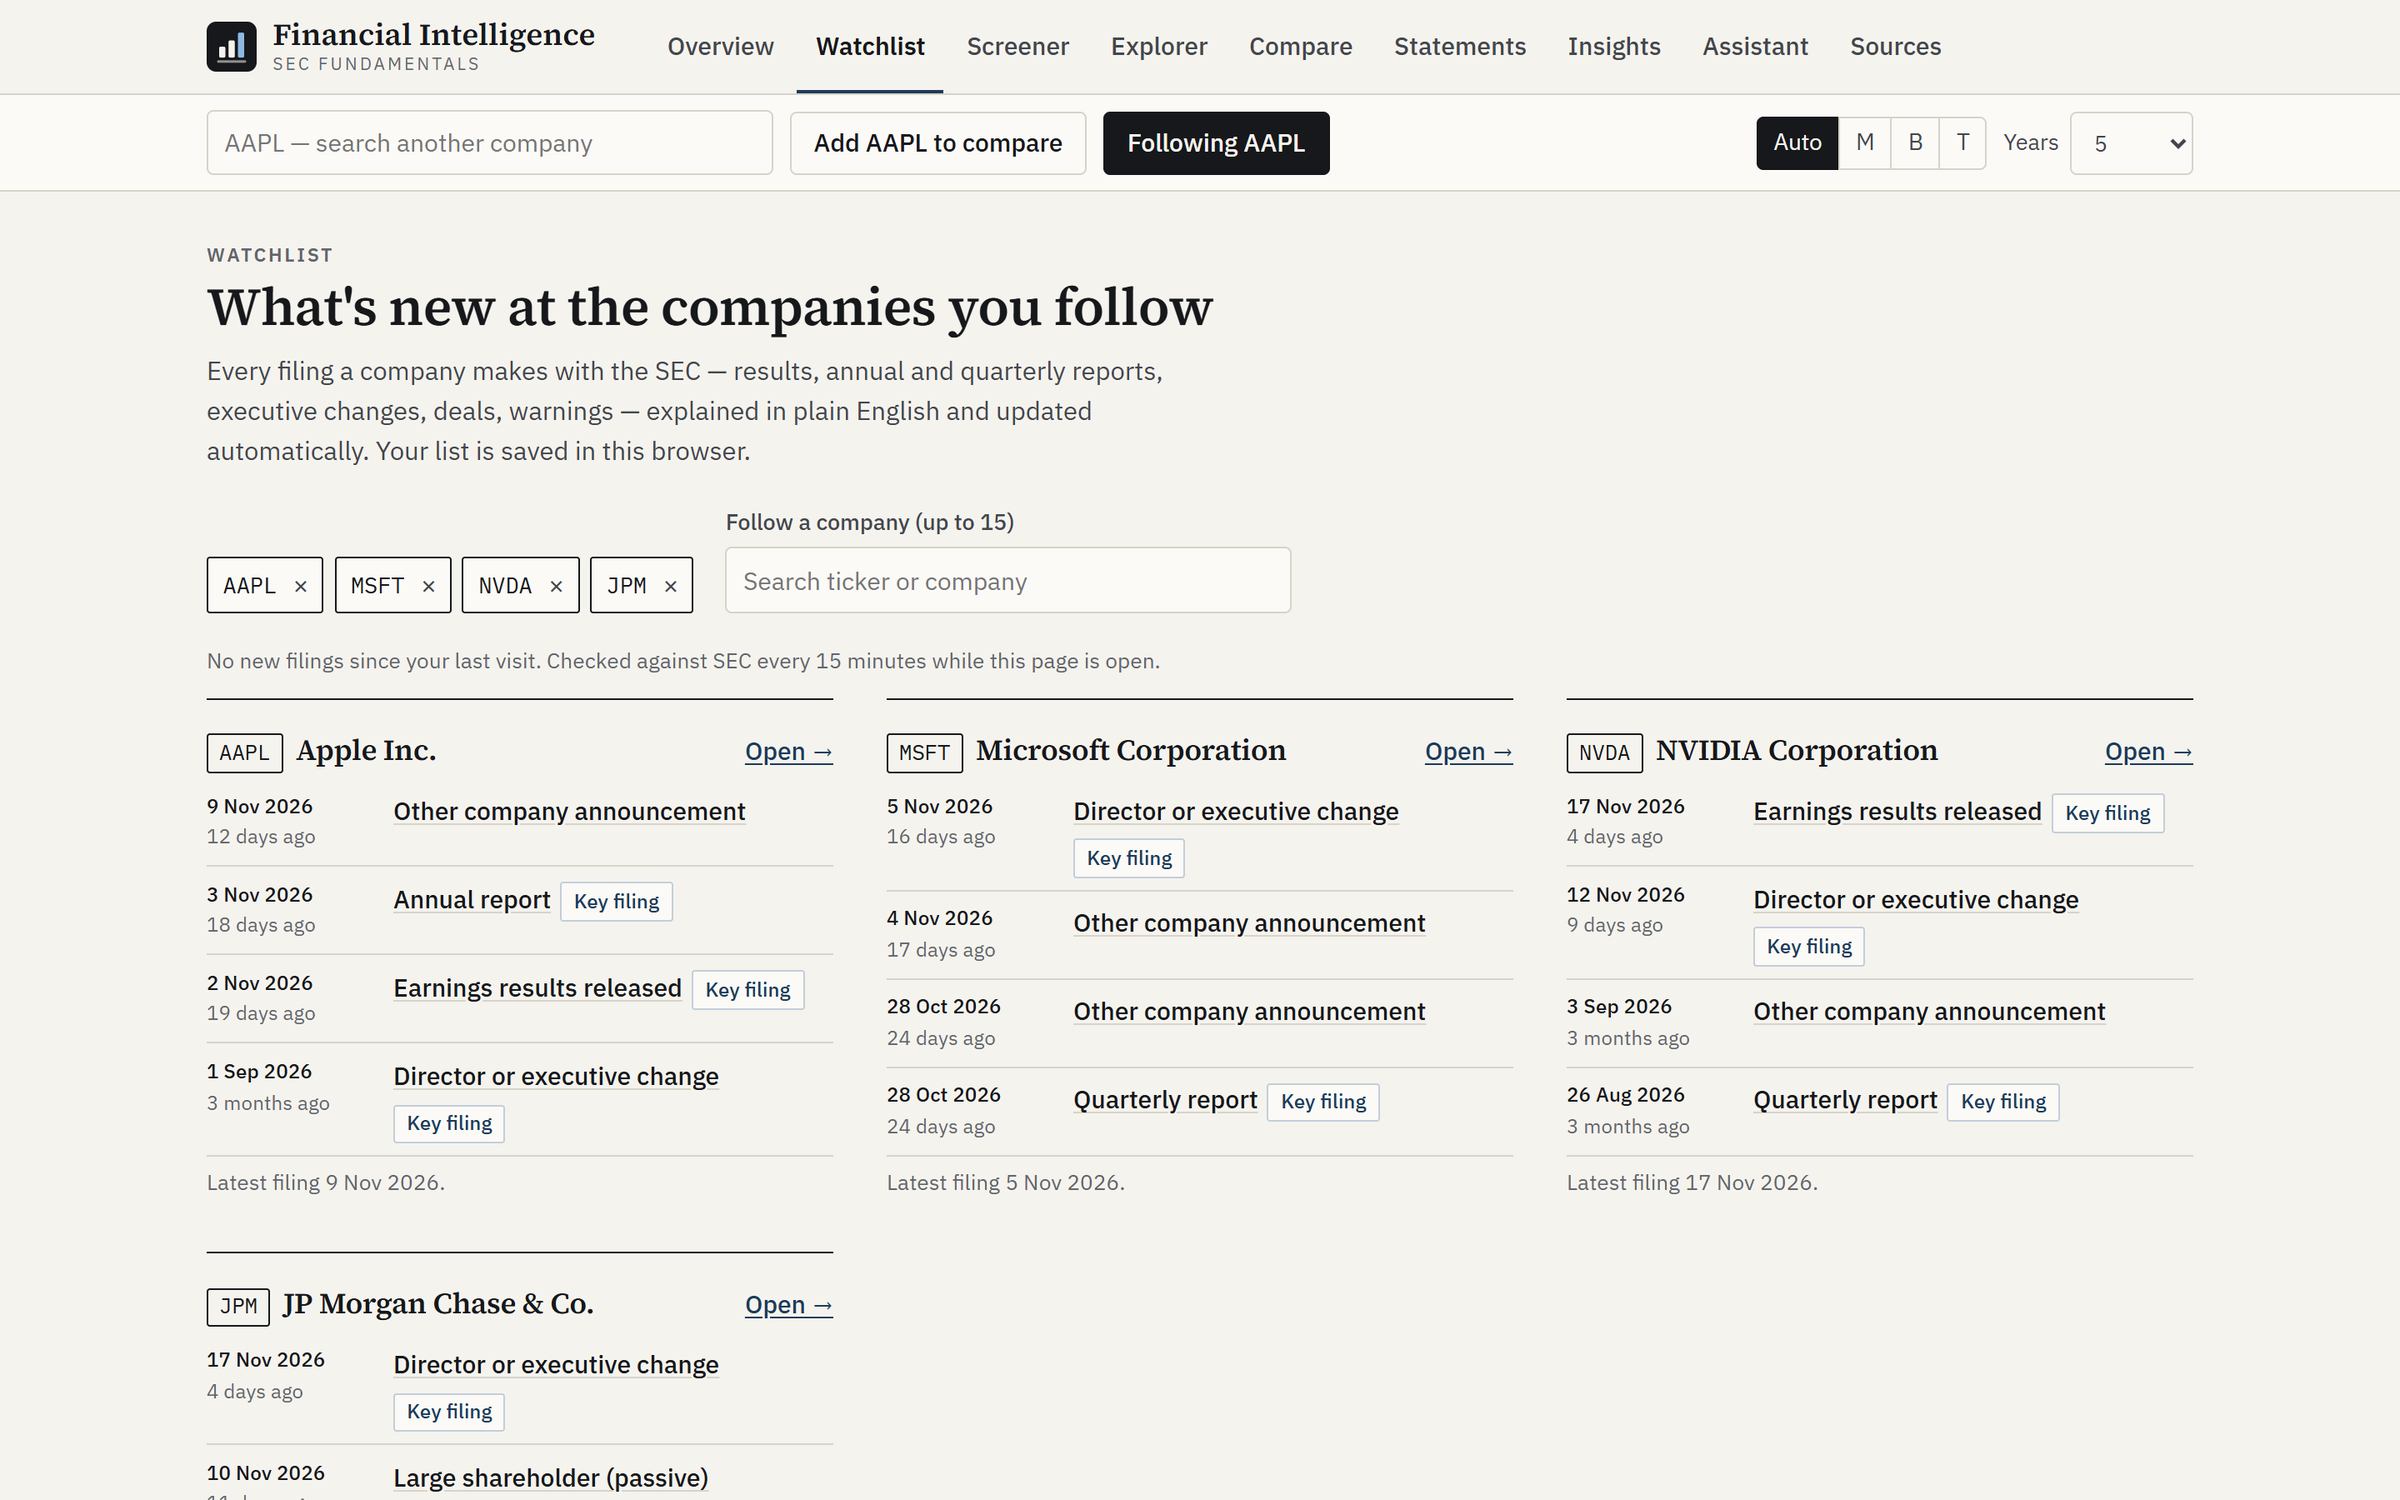 Financial Intelligence
SEC FUNDAMENTALS
Overview
Watchlist
Screener
Explorer
Compare
Statements
Insights
Assistant
Sources
AAPL — search another company
Add AAPL to compare
Following AAPL
Auto M B T
Years
5
WATCHLIST
What's new at the companies you follow
Every filing a company makes with the SEC — results, annual and quarterly reports,
executive changes, deals, warnings — explained in plain English and updated
automatically. Your list is saved in this browser.
AAPL ×
MSFT ×
NVDA ×
JPM ×
Follow a company (up to 15)
Search ticker or company
No new filings since your last visit. Checked against SEC every 15 minutes while this page is open.
AAPL Apple Inc. Open →
9 Nov 2026
12 days ago
Other company announcement
3 Nov 2026
18 days ago
Annual report Key filing
2 Nov 2026
19 days ago
Earnings results released Key filing
1 Sep 2026
3 months ago
Director or executive change
Key filing
Latest filing 9 Nov 2026.
MSFT Microsoft Corporation Open →
5 Nov 2026
16 days ago
Director or executive change
Key filing
4 Nov 2026
17 days ago
Other company announcement
28 Oct 2026
24 days ago
Other company announcement
28 Oct 2026
24 days ago
Quarterly report Key filing
Latest filing 5 Nov 2026.
NVDA NVIDIA Corporation Open →
17 Nov 2026
4 days ago
Earnings results released Key filing
12 Nov 2026
9 days ago
Director or executive change
Key filing
3 Sep 2026
3 months ago
Other company announcement
26 Aug 2026
3 months ago
Quarterly report Key filing
Latest filing 17 Nov 2026.
JPM JP Morgan Chase & Co. Open →
17 Nov 2026
4 days ago
Director or executive change
Key filing
10 Nov 2026
Large shareholder (passive)